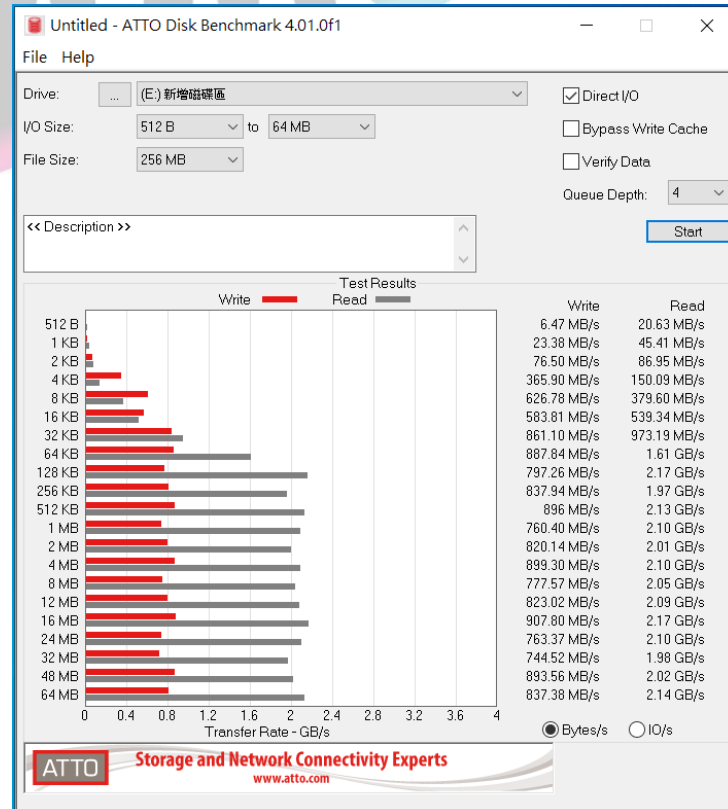 Untitled - ATTO Disk Benchmark 4.01.0f1
File Help
Drive: ... (E:) 新增磁碟區
Direct I/O
I/O Size: 512 B to 64 MB
Bypass Write Cache
File Size: 256 MB
Verify Data
Queue Depth: 4
<< Description >>
Start
Test Results
Write Read
Write Read
512 B 6.47 MB/s 20.63 MB/s
1 KB 23.38 MB/s 45.41 MB/s
2 KB 76.50 MB/s 86.95 MB/s
4 KB 365.90 MB/s 150.09 MB/s
8 KB 626.78 MB/s 379.60 MB/s
16 KB 583.81 MB/s 539.34 MB/s
32 KB 861.10 MB/s 973.19 MB/s
64 KB 887.84 MB/s 1.61 GB/s
128 KB 797.26 MB/s 2.17 GB/s
256 KB 837.94 MB/s 1.97 GB/s
512 KB 896 MB/s 2.13 GB/s
1 MB 760.40 MB/s 2.10 GB/s
2 MB 820.14 MB/s 2.01 GB/s
4 MB 899.30 MB/s 2.10 GB/s
8 MB 777.57 MB/s 2.05 GB/s
12 MB 823.02 MB/s 2.09 GB/s
16 MB 907.80 MB/s 2.17 GB/s
24 MB 763.37 MB/s 2.10 GB/s
32 MB 744.52 MB/s 1.98 GB/s
48 MB 893.56 MB/s 2.02 GB/s
64 MB 837.38 MB/s 2.14 GB/s
0 0.4 0.8 1.2 1.6 2 2.4 2.8 3.2 3.6 4
Transfer Rate - GB/s
Bytes/s IO/s
ATTO Storage and Network Connectivity Experts
www.atto.com